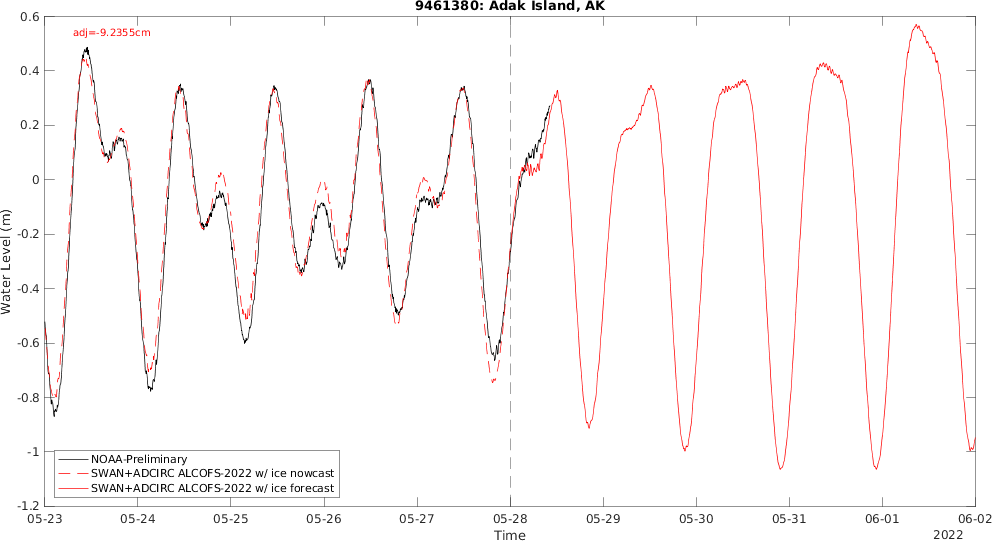 9461380: Adak Island, AK
adj=-9.2355cm
Water Level (m)
0.6
0.4
0.2
0
-0.2
-0.4
-0.6
-0.8
-1
-1.2
NOAA-Preliminary
SWAN+ADCIRC ALCOFS-2022 w/ ice nowcast
SWAN+ADCIRC ALCOFS-2022 w/ ice forecast
05-23 05-24 05-25 05-26 05-27 05-28 05-29 05-30 05-31 06-01 06-02
Time
2022